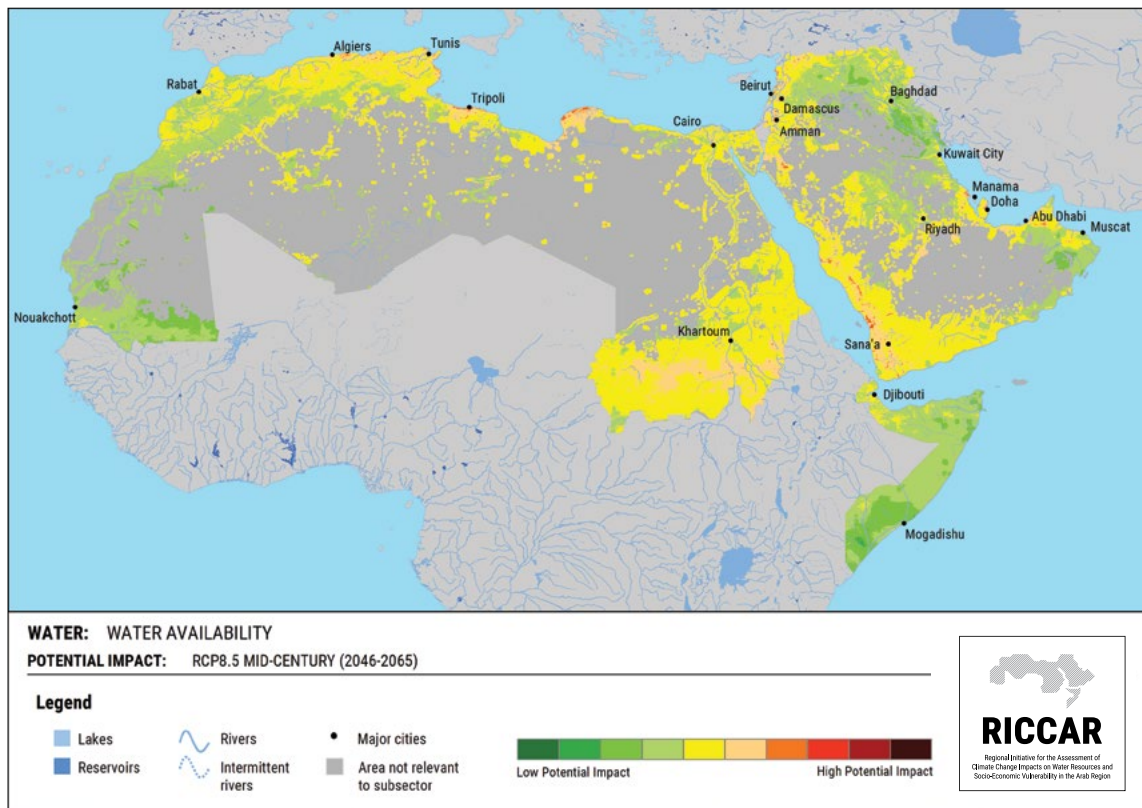 Algiers
Tunis
Rabat
Tripoli
Beirut
Damascus
Baghdad
Cairo
Amman
Kuwait City
Manama
Doha
Abu Dhabi
Muscat
Riyadh
Nouakchott
Khartoum
Sana'a
Djibouti
Mogadishu
WATER: WATER AVAILABILITY
POTENTIAL IMPACT: RCP8.5 MID-CENTURY (2046-2065)
Legend
Lakes
Rivers
Major cities
Reservoirs
Intermittent
rivers
Area not relevant
to subsector
Low Potential Impact
High Potential Impact
RICCAR
Regional Initiative for the Assessment of
Climate Change Impacts on Water Resources and
Socio-Economic Vulnerability in the Arab Region